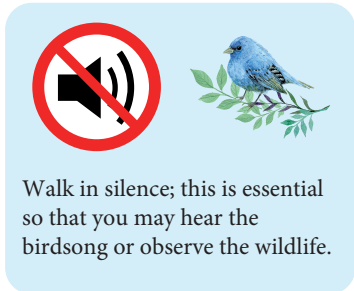 Walk in silence; this is essential
so that you may hear the
birdsong or observe the wildlife.